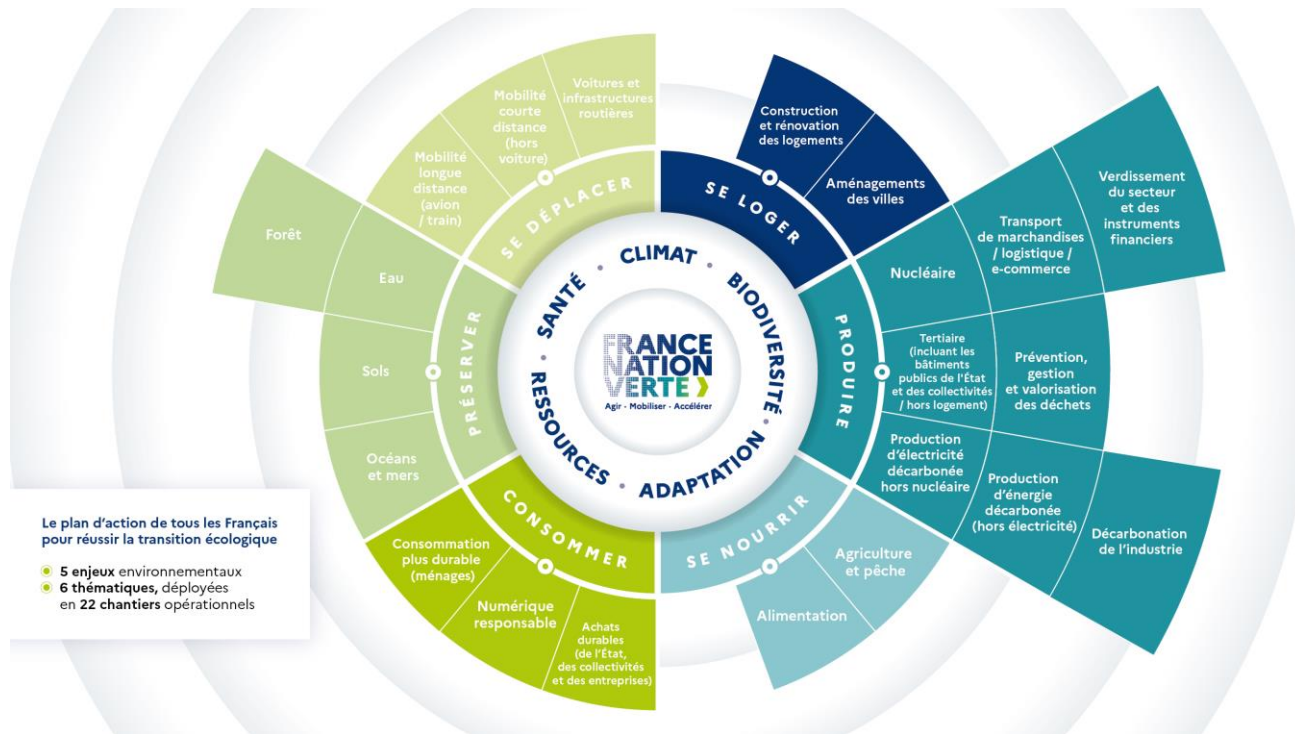 Voitures et
infrastructures
routières
Mobilité
courte
distance
(hors
voiture)
Mobilité
longue
distance
(avion
/ train)
SE DÉPLACER
Construction
et rénovation
des logements
Aménagements
des villes
SE LOGER
Nucléaire
Transport
de marchandises
/ logistique /
e-commerce
Verdissement
du secteur
et des
instruments
financiers
Tertiaire
(incluant les
bâtiments
publics de l'État
et des collectivités
/ hors logement)
Prévention,
gestion
et valorisation
des déchets
Production
d'électricité
décarbonée
hors nucléaire
Production
d'énergie
décarbonée
(hors électricité)
Décarbonation
de l'industrie
PRODUIRE
Forêt
Eau
Sols
Océans
et mers
PRÉSERVER
SANTÉ • CLIMAT • BIODIVERSITÉ • ADAPTATION • RESSOURCES •
FRANCE
NATION
VERTE
Agir - Mobiliser - Accélérer
CONSOMMER
Consommation
plus durable
(ménages)
Numérique
responsable
Achats
durables
(de l'État,
des collectivités
et des entreprises)
SE NOURRIR
Agriculture
et pêche
Alimentation
Le plan d'action de tous les Français
pour réussir la transition écologique
5 enjeux environnementaux
6 thématiques, déployées
en 22 chantiers opérationnels